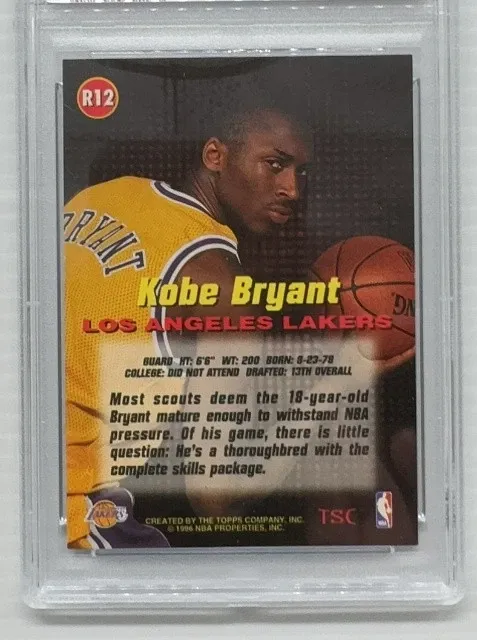 R12
BRYANT
Kobe Bryant
LOS ANGELES LAKERS
GUARD HT: 6'6" WT: 200 BORN: 8-23-78
COLLEGE: DID NOT ATTEND DRAFTED: 13TH OVERALL
Most scouts deem the 18-year-old
Bryant mature enough to withstand NBA
pressure. Of his game, there is little
question: He's a thoroughbred with the
complete skills package.
LAKERS
CREATED BY THE TOPPS COMPANY, INC.
© 1996 NBA PROPERTIES, INC.
TSC
NBA